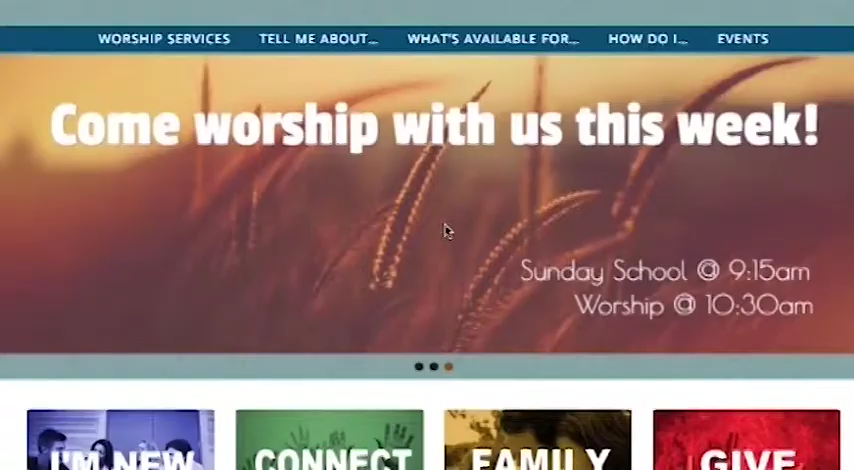 WORSHIP SERVICES TELL ME ABOUT... WHAT'S AVAILABLE FOR... HOW DO I... EVENTS
Come worship with us this week!
Sunday School @ 9:15am
Worship @ 10:30am
I'M NEW CONNECT FAMILY GIVE